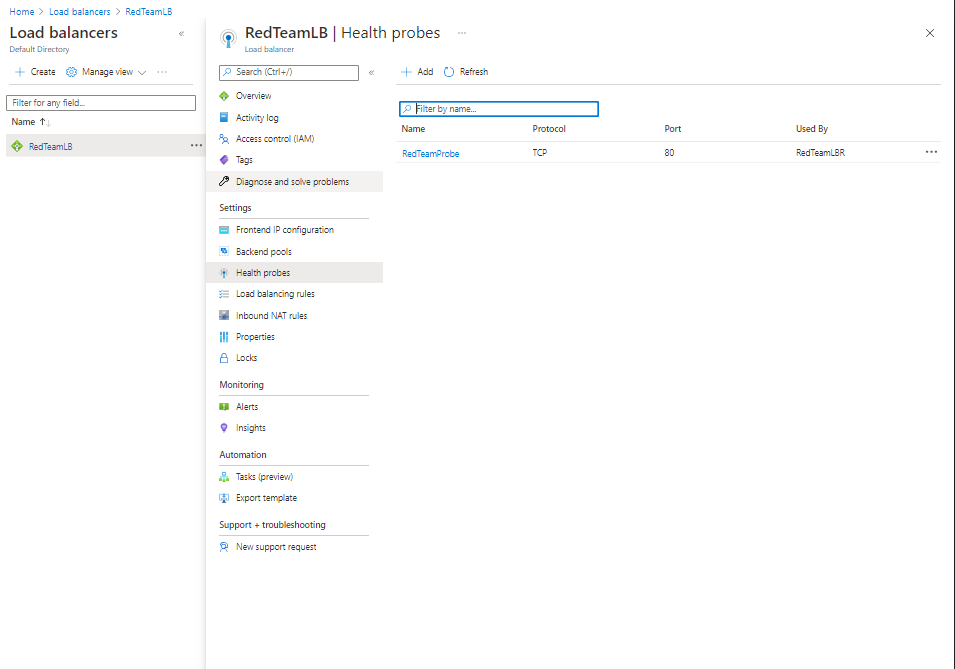 Home > Load balancers > RedTeamLB
Load balancers
Default Directory
«
+ Create Manage view ···
Filter for any field...
Name ↑↓
RedTeamLB ···
RedTeamLB | Health probes ···
Load balancer
Search (Ctrl+/)
«
Overview
Activity log
Access control (IAM)
Tags
Diagnose and solve problems
Settings
Frontend IP configuration
Backend pools
Health probes
Load balancing rules
Inbound NAT rules
Properties
Locks
Monitoring
Alerts
Insights
Automation
Tasks (preview)
Export template
Support + troubleshooting
New support request
+ Add Refresh
Filter by name...
Name Protocol Port Used By
RedTeamProbe TCP 80 RedTeamLBR ···